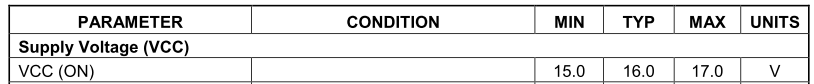 PARAMETER CONDITION MIN TYP MAX UNITS
Supply Voltage (VCC)
VCC (ON) 15.0 16.0 17.0 V